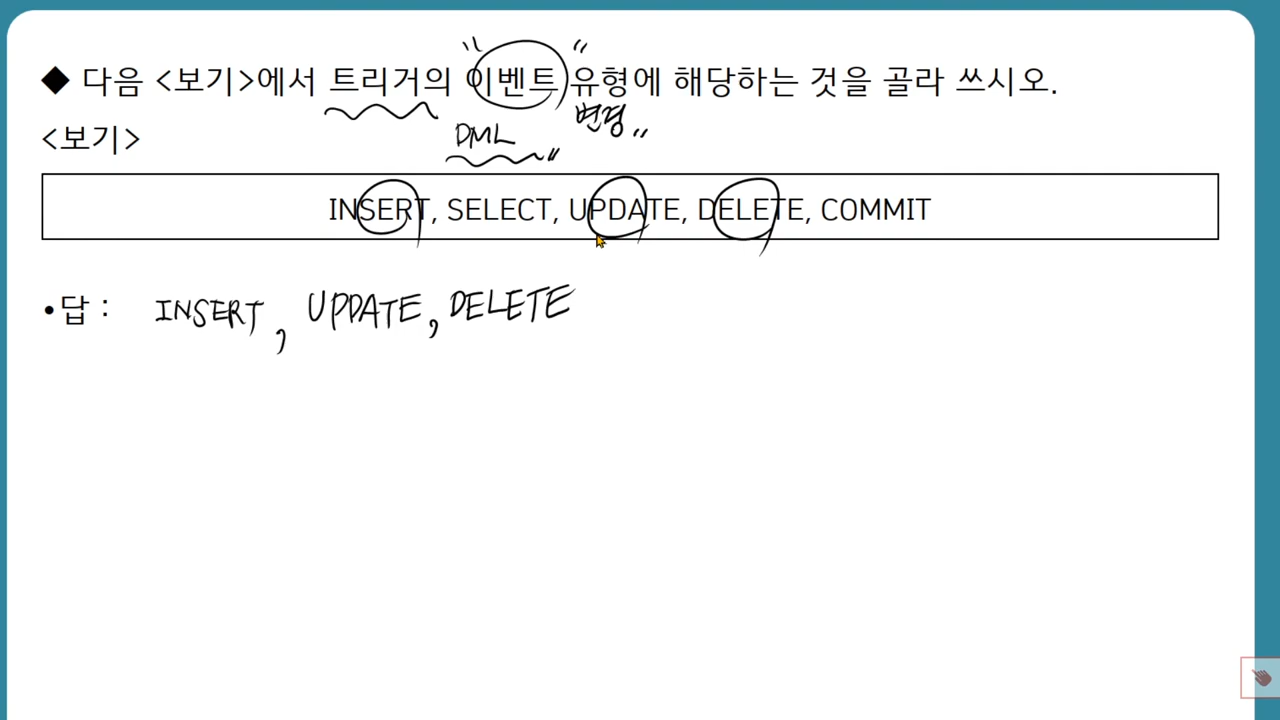 ◆ 다음 <보기>에서 트리거의 이벤트 유형에 해당하는 것을 골라 쓰시오.
변경
DML
<보기>
INSERT, SELECT, UPDATE, DELETE, COMMIT
•답 : INSERT, UPDATE, DELETE